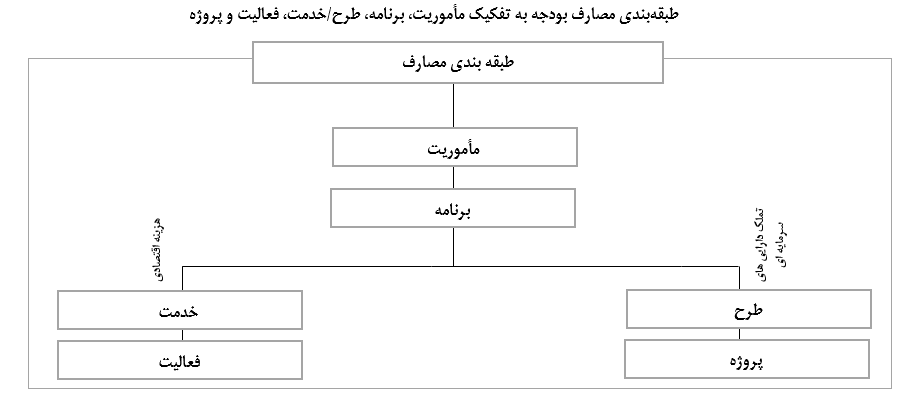 طبقه‌بندی مصارف بودجه به تفکیک مأموریت، برنامه، طرح/خدمت، فعالیت و پروژه
طبقه بندی مصارف
مأموریت
برنامه
تملک دارایی های
سرمایه ای
هزینه اقتصادی
طرح
خدمت
پروژه
فعالیت